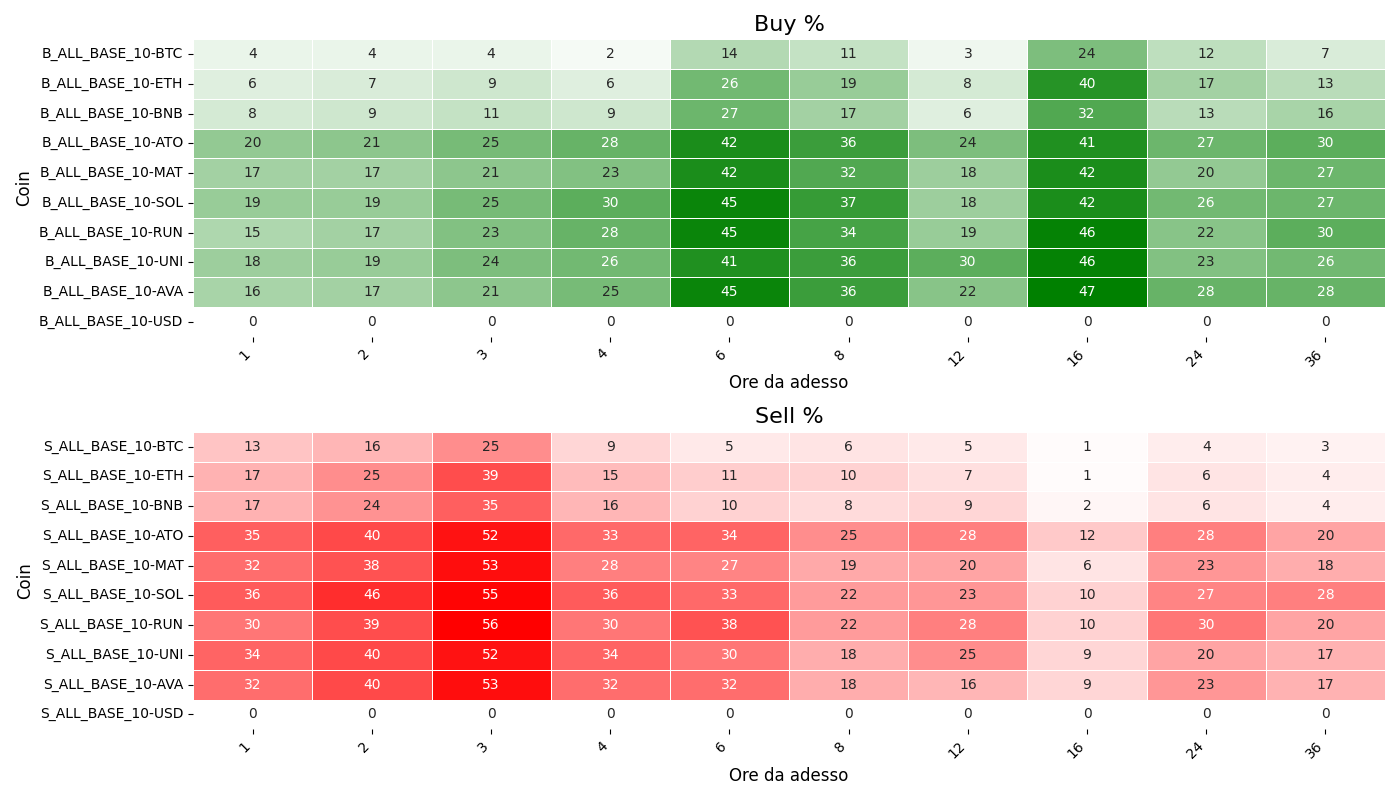 Buy %
Coin
B_ALL_BASE_10-BTC 4 4 4 2 14 11 3 24 12 7
B_ALL_BASE_10-ETH 6 7 9 6 26 19 8 40 17 13
B_ALL_BASE_10-BNB 8 9 11 9 27 17 6 32 13 16
B_ALL_BASE_10-ATO 20 21 25 28 42 36 24 41 27 30
B_ALL_BASE_10-MAT 17 17 21 23 42 32 18 42 20 27
B_ALL_BASE_10-SOL 19 19 25 30 45 37 18 42 26 27
B_ALL_BASE_10-RUN 15 17 23 28 45 34 19 46 22 30
B_ALL_BASE_10-UNI 18 19 24 26 41 36 30 46 23 26
B_ALL_BASE_10-AVA 16 17 21 25 45 36 22 47 28 28
B_ALL_BASE_10-USD 0 0 0 0 0 0 0 0 0 0
1 2 3 4 6 8 12 16 24 36
Ore da adesso
Sell %
Coin
S_ALL_BASE_10-BTC 13 16 25 9 5 6 5 1 4 3
S_ALL_BASE_10-ETH 17 25 39 15 11 10 7 1 6 4
S_ALL_BASE_10-BNB 17 24 35 16 10 8 9 2 6 4
S_ALL_BASE_10-ATO 35 40 52 33 34 25 28 12 28 20
S_ALL_BASE_10-MAT 32 38 53 28 27 19 20 6 23 18
S_ALL_BASE_10-SOL 36 46 55 36 33 22 23 10 27 28
S_ALL_BASE_10-RUN 30 39 56 30 38 22 28 10 30 20
S_ALL_BASE_10-UNI 34 40 52 34 30 18 25 9 20 17
S_ALL_BASE_10-AVA 32 40 53 32 32 18 16 9 23 17
S_ALL_BASE_10-USD 0 0 0 0 0 0 0 0 0 0
1 2 3 4 6 8 12 16 24 36
Ore da adesso